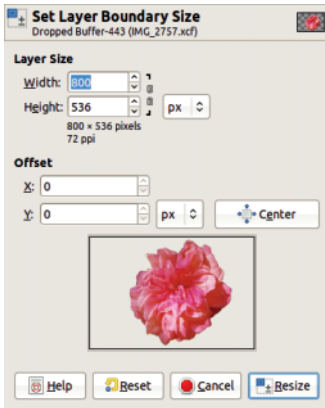 Set Layer Boundary Size
Dropped Buffer-443 (IMG_2757.xcf)
Layer Size
Width: 800
Height: 536 px
800 × 536 pixels
72 ppi
Offset
X: 0
Y: 0 px Center
Help Reset Cancel Resize